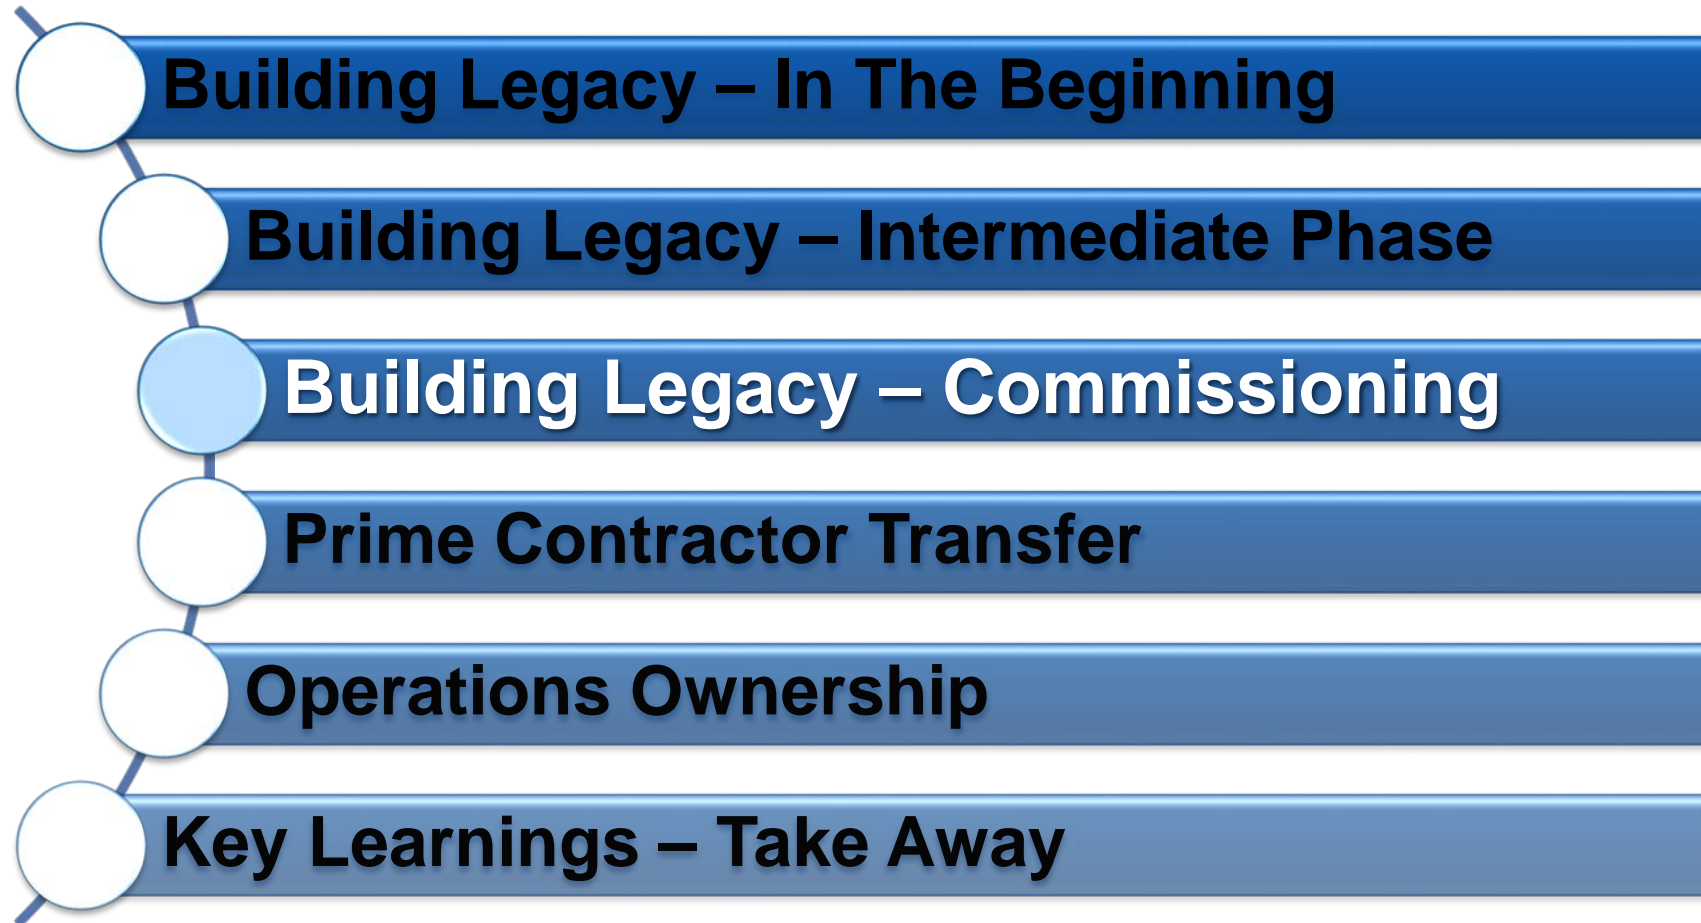 Building Legacy – In The Beginning
Building Legacy – Intermediate Phase
Building Legacy – Commissioning
Prime Contractor Transfer
Operations Ownership
Key Learnings – Take Away